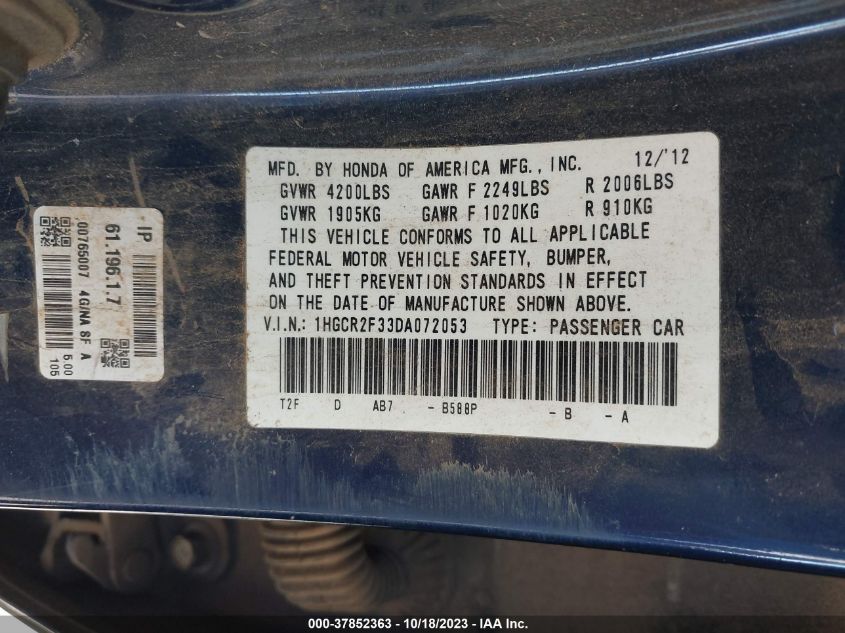 MFD. BY HONDA OF AMERICA MFG., INC. 12/'12
GVWR 4200LBS GAWR F 2249LBS R 2006LBS
GVWR 1905KG GAWR F 1020KG R 910KG
THIS VEHICLE CONFORMS TO ALL APPLICABLE
FEDERAL MOTOR VEHICLE SAFETY, BUMPER,
AND THEFT PREVENTION STANDARDS IN EFFECT
ON THE DATE OF MANUFACTURE SHOWN ABOVE.
V.I.N.: 1HGCR2F33DA072053 TYPE: PASSENGER CAR
T2F D AB7 - B588P - B - A
IP
61.196.1.7
00765007 4G/NA 8F A
5.00
105
000-37852363 - 10/18/2023 - IAA Inc.